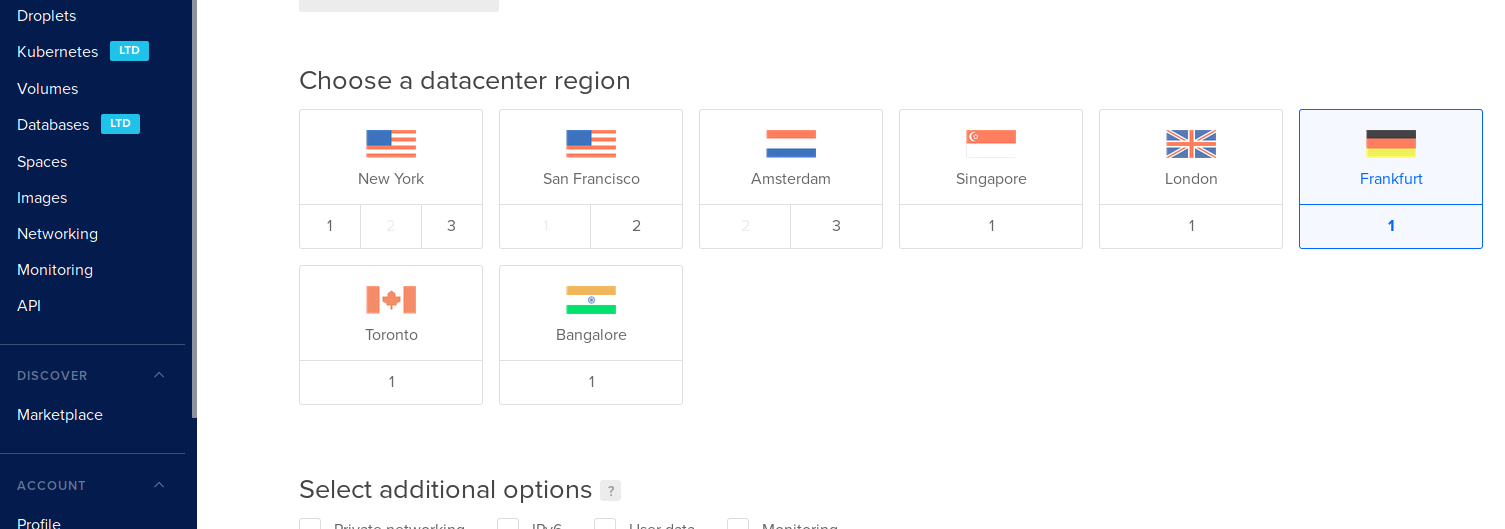 Droplets
Kubernetes LTD
Volumes
Databases LTD
Spaces
Images
Networking
Monitoring
API
DISCOVER
Marketplace
ACCOUNT
Profile
Choose a datacenter region
New York
1 2 3
San Francisco
1 2
Amsterdam
2 3
Singapore
1
London
1
Frankfurt
1
Toronto
1
Bangalore
1
Select additional options ?
Private networking IPv6 User data Monitoring